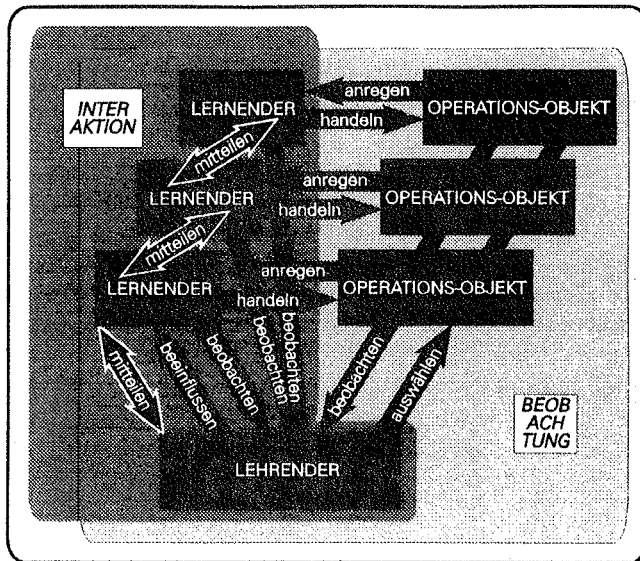 INTER
AKTION
LERNENDER
anregen
handeln
OPERATIONS-OBJEKT
mitteilen
LERNENDER
anregen
handeln
OPERATIONS-OBJEKT
mitteilen
LERNENDER
anregen
handeln
OPERATIONS-OBJEKT
mitteilen
beeinflussen
beobachten
beobachten
beobachten
beobachten
auswählen
BEOB
ACH
TUNG
LEHRENDER